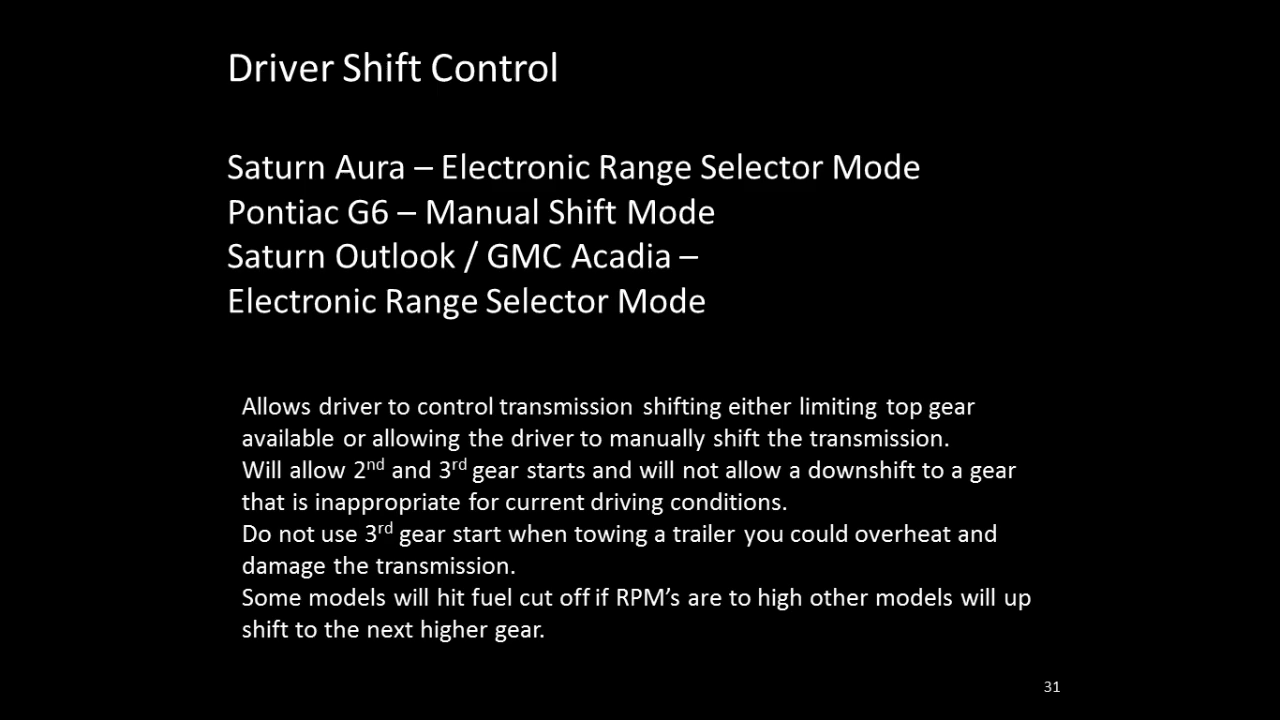 Driver Shift Control
Saturn Aura – Electronic Range Selector Mode
Pontiac G6 – Manual Shift Mode
Saturn Outlook / GMC Acadia –
Electronic Range Selector Mode
Allows driver to control transmission shifting either limiting top gear
available or allowing the driver to manually shift the transmission.
Will allow 2nd and 3rd gear starts and will not allow a downshift to a gear
that is inappropriate for current driving conditions.
Do not use 3rd gear start when towing a trailer you could overheat and
damage the transmission.
Some models will hit fuel cut off if RPM’s are to high other models will up
shift to the next higher gear.
31